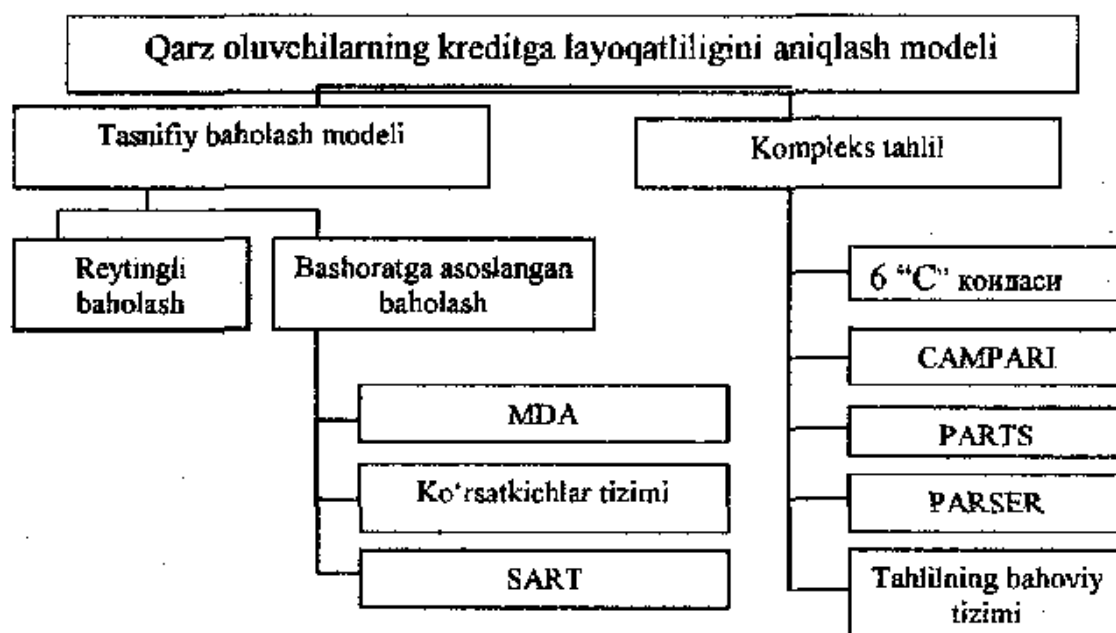 Qarz oluvchilarning kreditga layoqatliligini aniqlash modeli
Tasnifiy baholash modeli
Kompleks tahlil
Reytingli
baholash
Bashoratga asoslangan
baholash
6 “C” коидаси
CAMPARI
MDA
PARTS
Ko‘rsatkichlar tizimi
PARSER
SART
Tahlilning bahoviy
tizimi